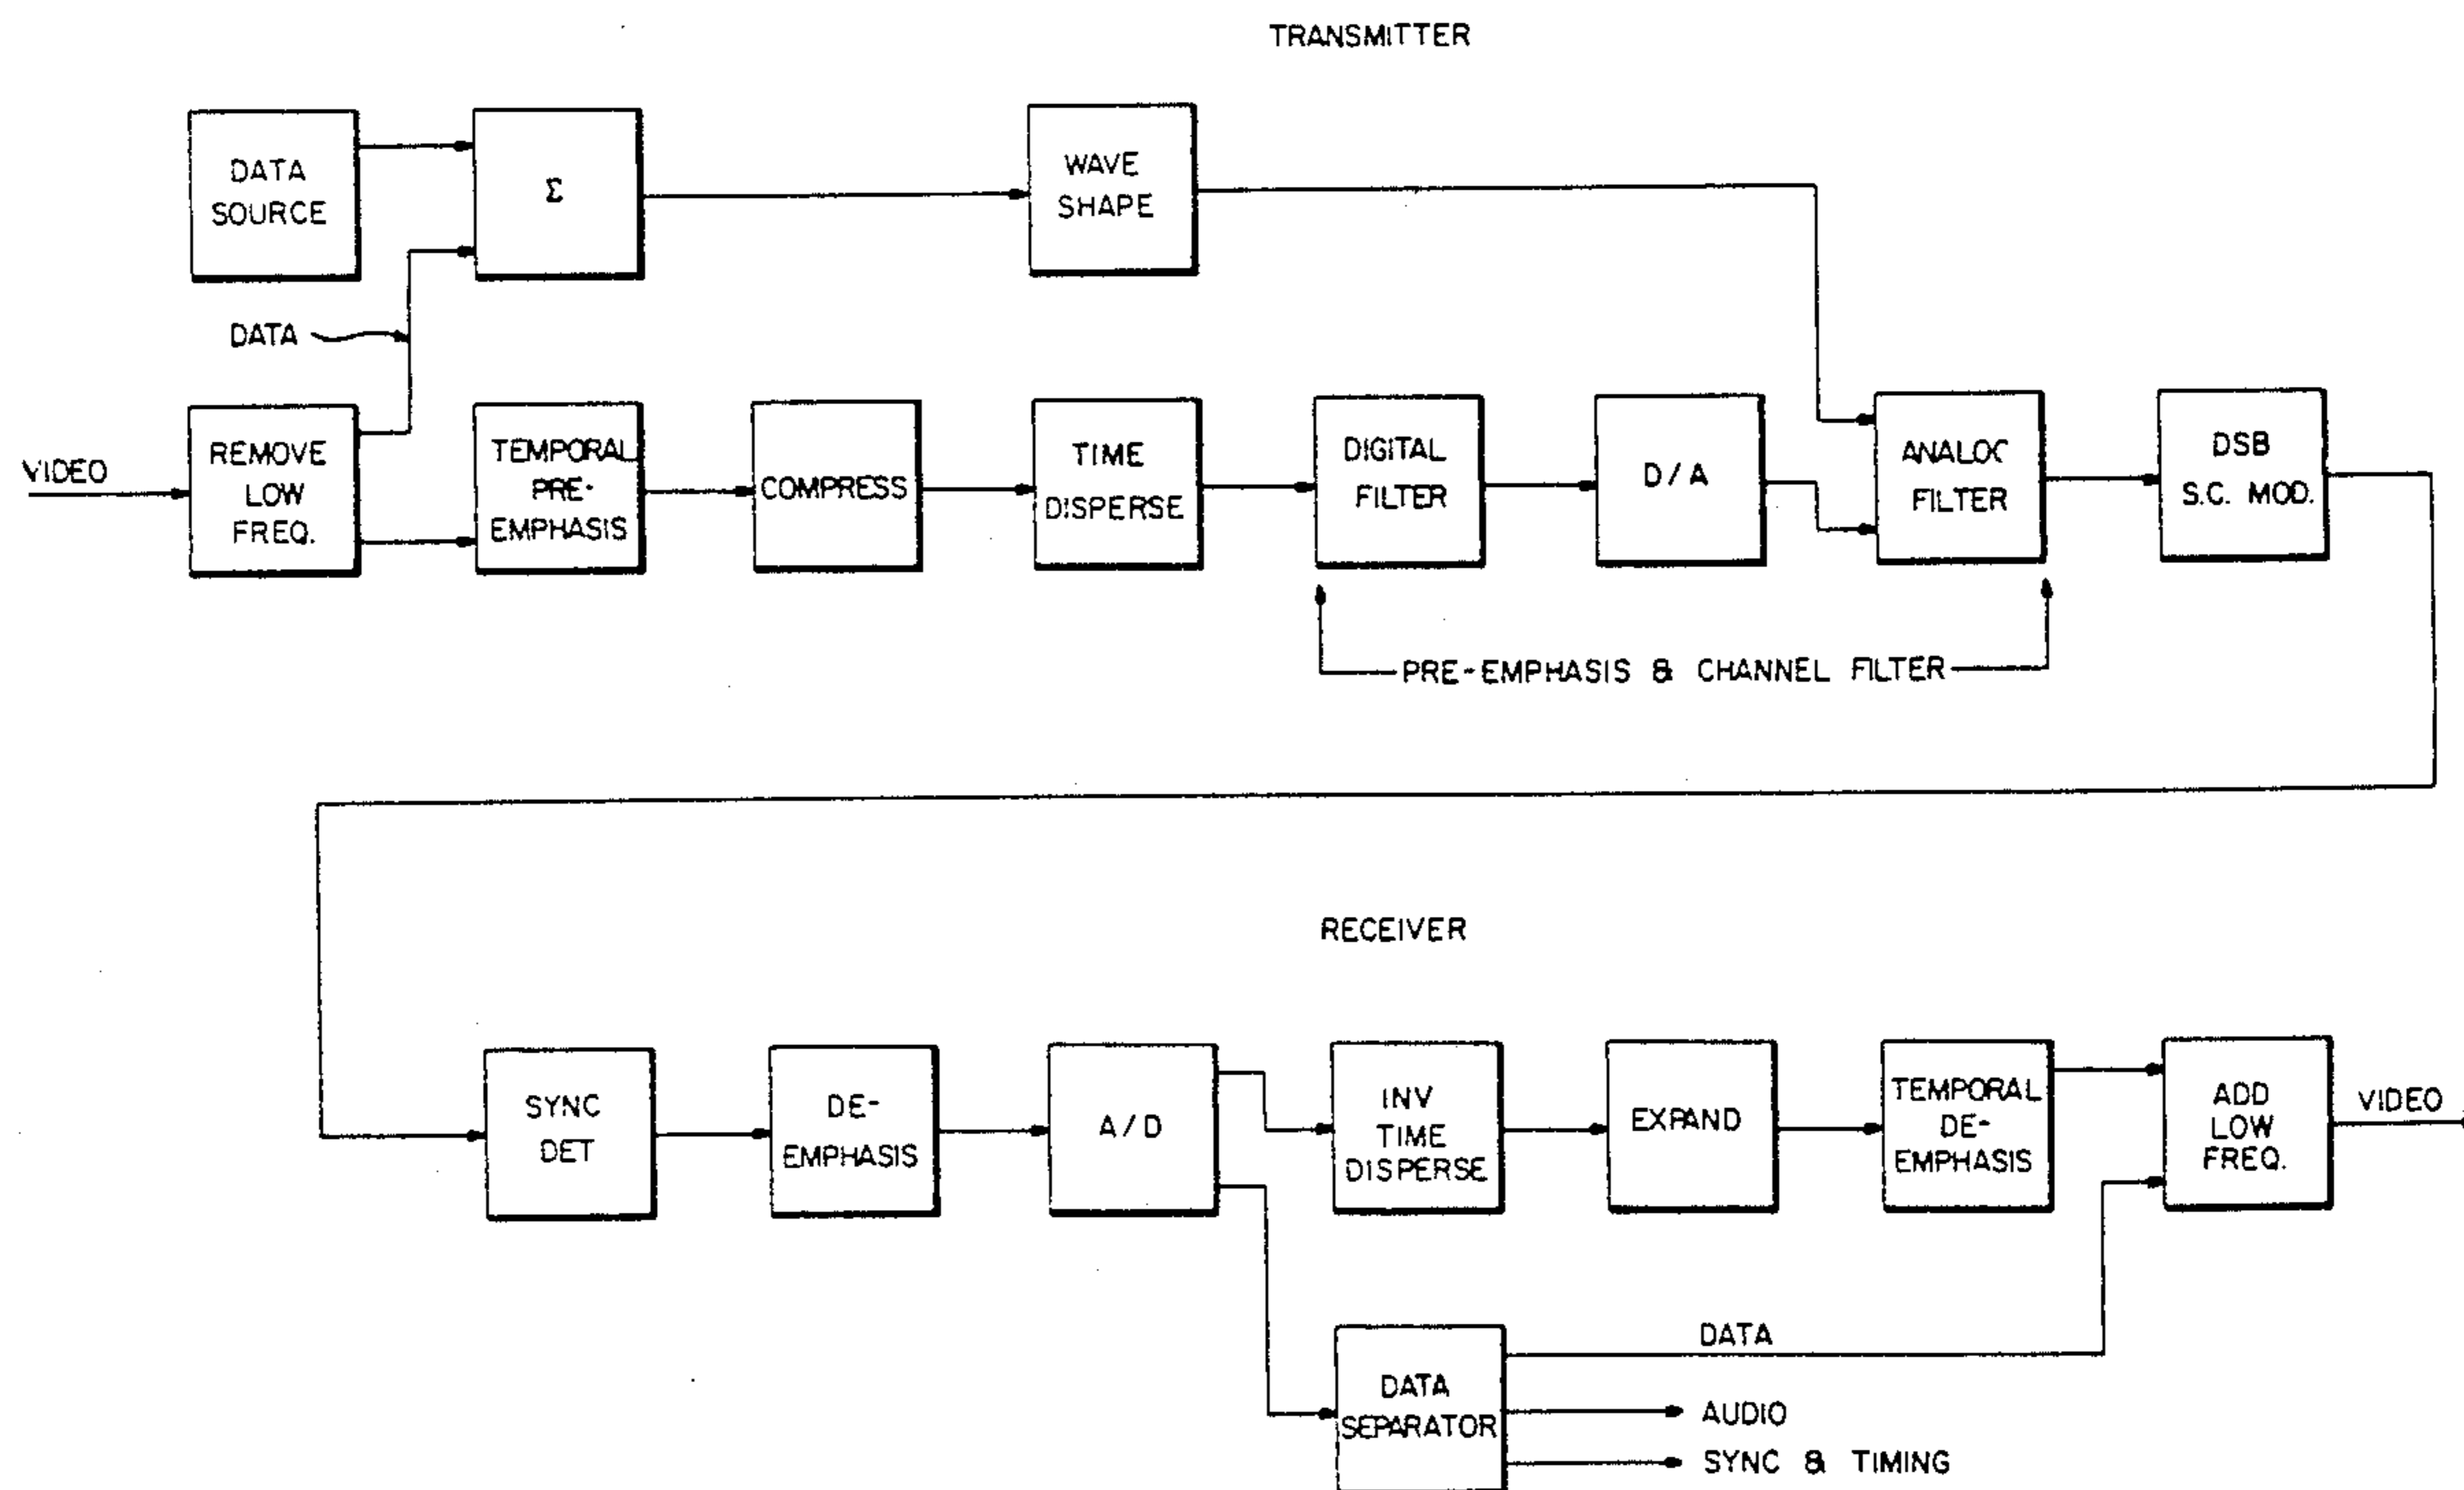 TRANSMITTER
DATA
SOURCE
Σ
WAVE
SHAPE
DATA
VIDEO
REMOVE
LOW
FREQ.
TEMPORAL
PRE-
EMPHASIS
COMPRESS
TIME
DISPERSE
DIGITAL
FILTER
D/A
ANALOG
FILTER
DSB
S.C. MOD.
PRE-EMPHASIS & CHANNEL FILTER
RECEIVER
SYNC
DET
DE-
EMPHASIS
A/D
INV
TIME
DISPERSE
EXPAND
TEMPORAL
DE-
EMPHASIS
ADD
LOW
FREQ.
VIDEO
DATA
SEPARATOR
DATA
AUDIO
SYNC & TIMING